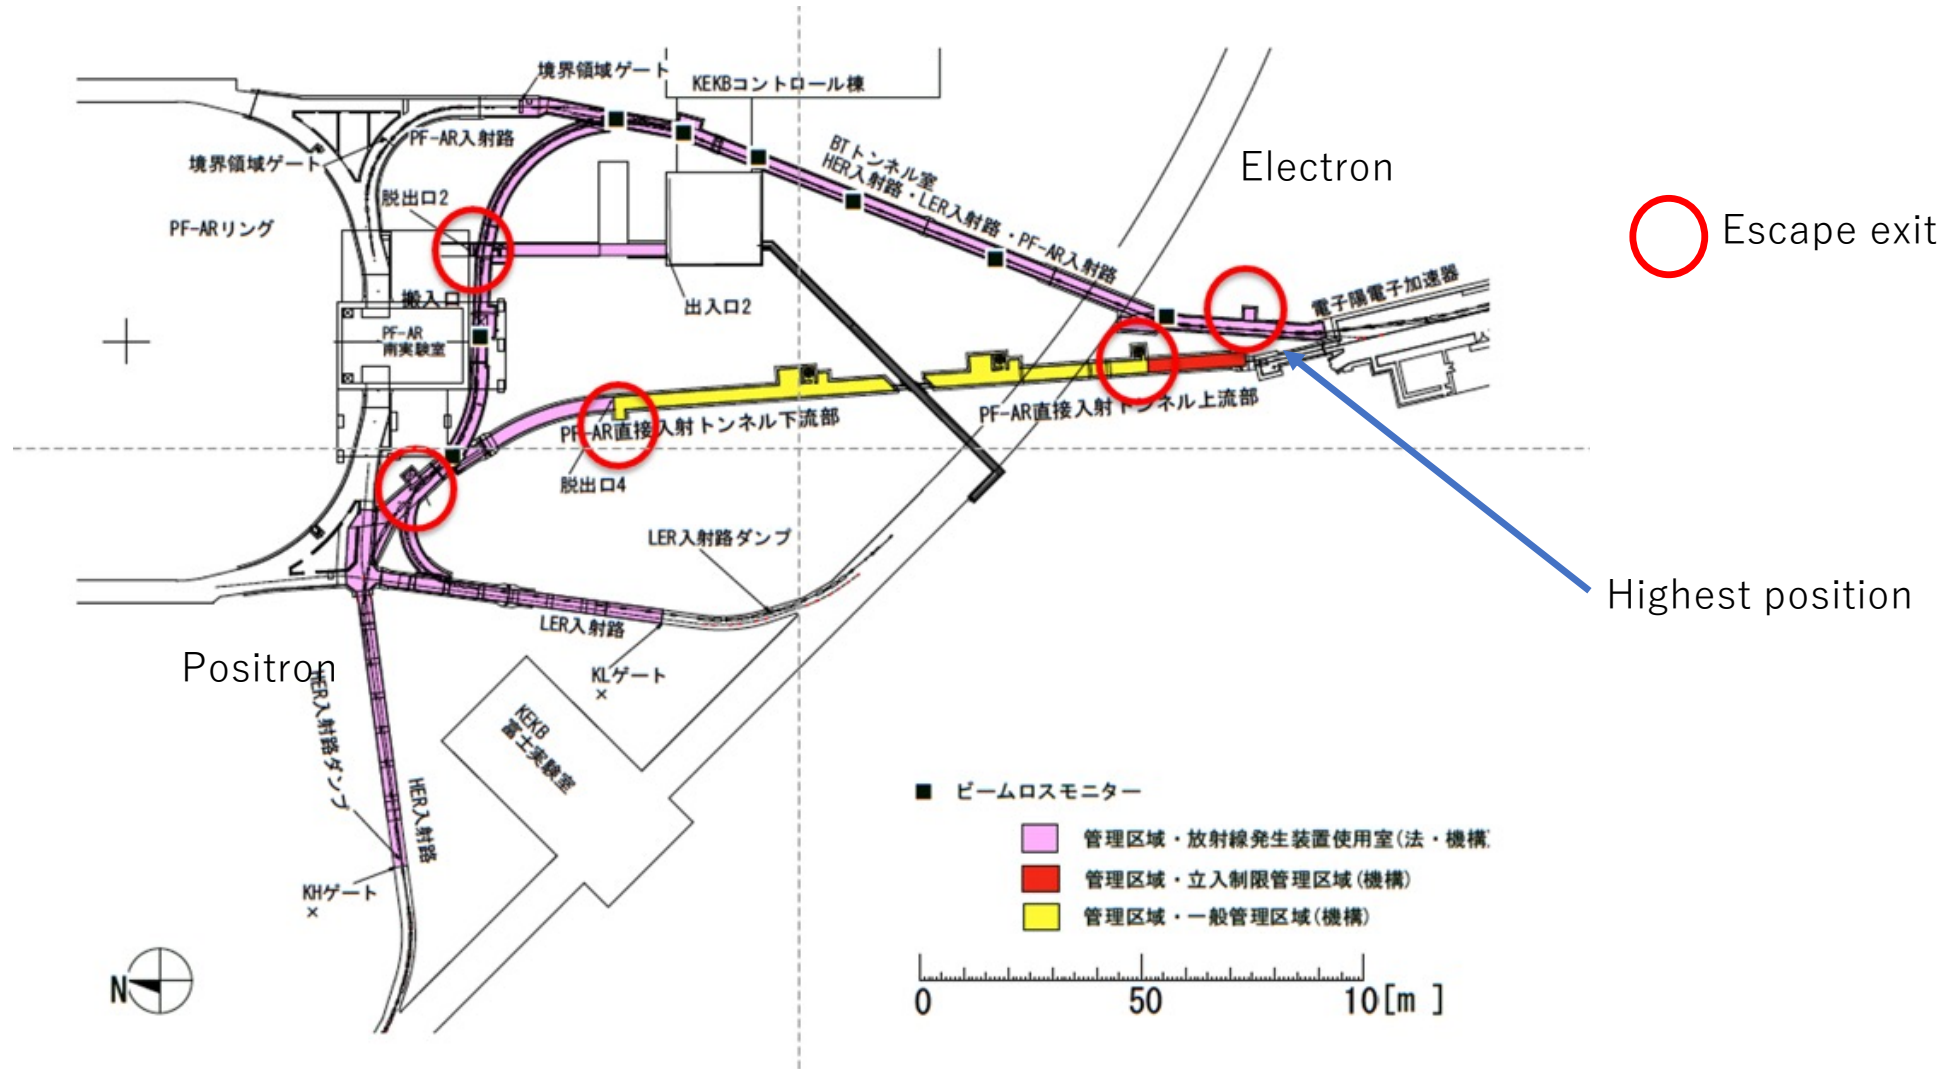 境界領域ゲート
KEKBコントロール棟
PF-AR入射路
境界領域ゲート
BTトンネル室
HER入射路・LER入射路・PF-AR入射路
Electron
脱出口2
PF-ARリング
Escape exit
搬入口
出入口2
電子陽電子加速器
PF-AR
南実験室
PF-AR直接入射トンネル上流部
PF-AR直接入射トンネル下流部
脱出口4
LER入射路ダンプ
Highest position
LER入射路
Positron
KLゲート
×
HER入射路ダンプ
KEKB
富士実験室
HER入射路
ビームロスモニター
管理区域・放射線発生装置使用室(法・機構
KHゲート
×
管理区域・立入制限管理区域(機構)
管理区域・一般管理区域(機構)
N
0 50 10[m ]